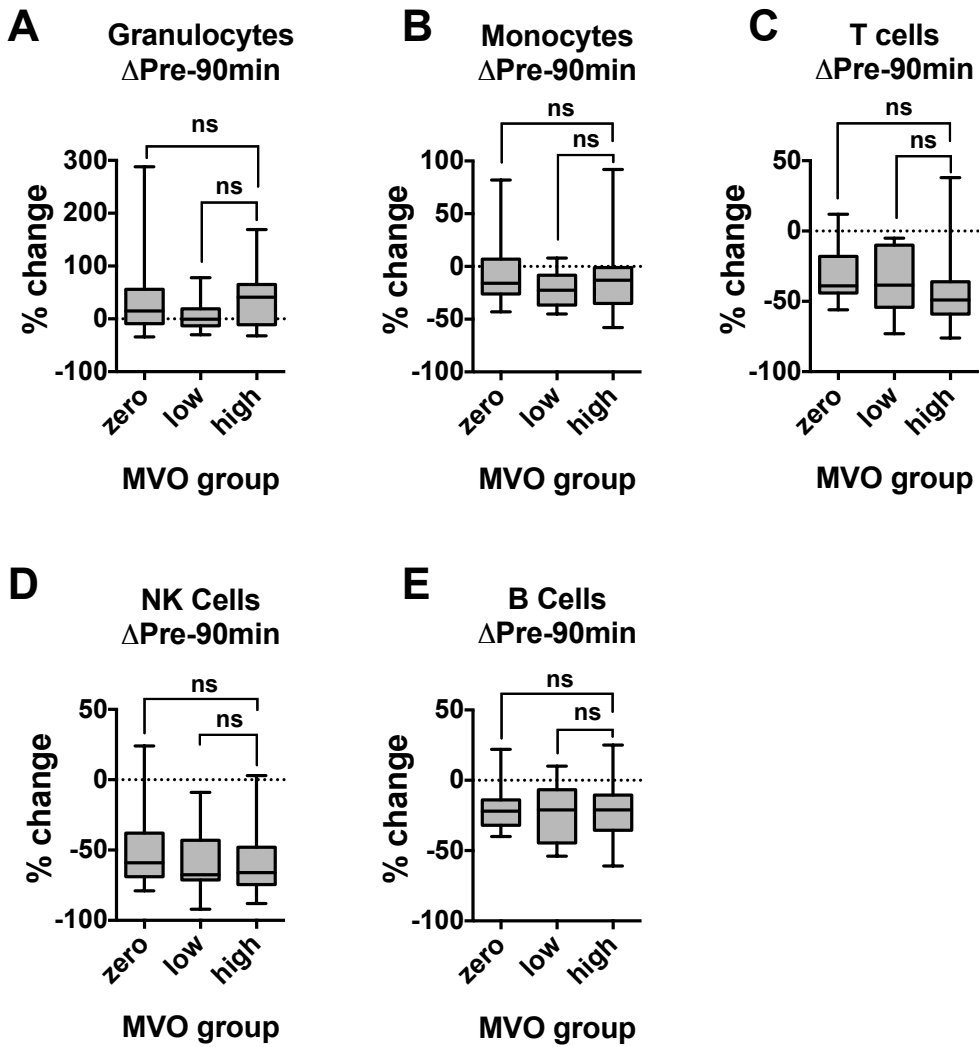 A
Granulocytes
ΔPre-90min
ns
ns
300
200
100
0
-100
% change
zero
low
high
MVO group
B
Monocytes
ΔPre-90min
ns
ns
100
50
0
-50
-100
% change
zero
low
high
MVO group
C
T cells
ΔPre-90min
ns
ns
50
0
-50
-100
% change
zero
low
high
MVO group
D
NK Cells
ΔPre-90min
ns
ns
50
0
-50
-100
% change
zero
low
high
MVO group
E
B Cells
ΔPre-90min
ns
ns
50
0
-50
-100
% change
zero
low
high
MVO group